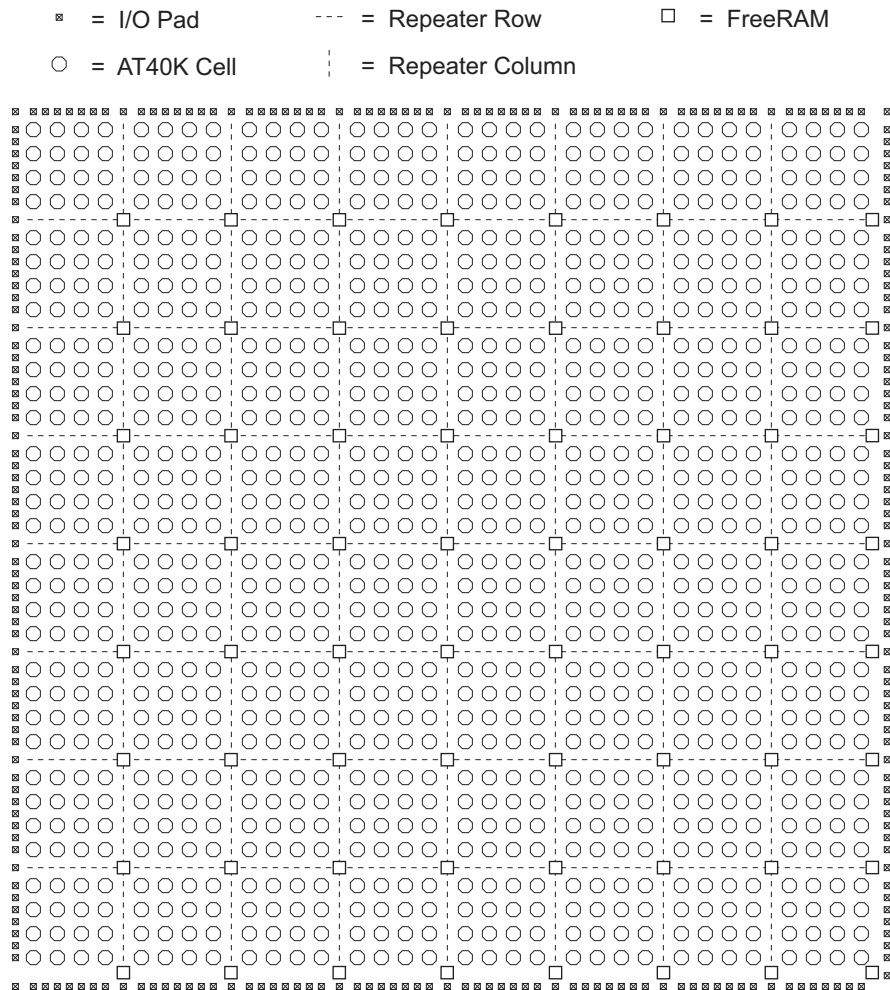 = I/O Pad = Repeater Row = FreeRAM
= AT40K Cell = Repeater Column